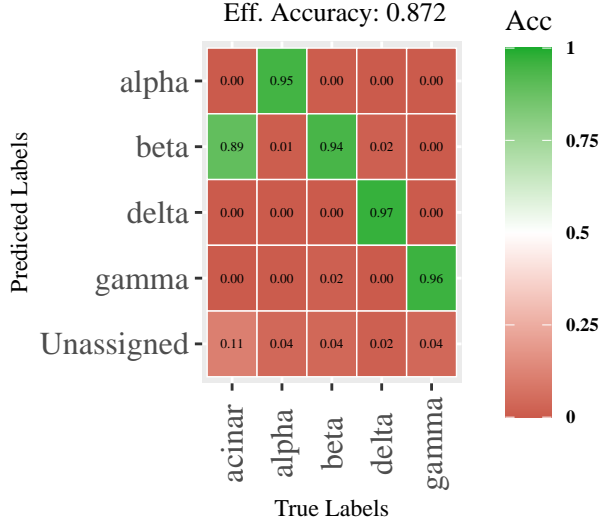 Eff. Accuracy: 0.872
Acc
Predicted Labels
alpha 0.00 0.95 0.00 0.00 0.00
beta 0.89 0.01 0.94 0.02 0.00
delta 0.00 0.00 0.00 0.97 0.00
gamma 0.00 0.00 0.02 0.00 0.96
Unassigned 0.11 0.04 0.04 0.02 0.04
acinar alpha beta delta gamma
True Labels
1
0.75
0.5
0.25
0